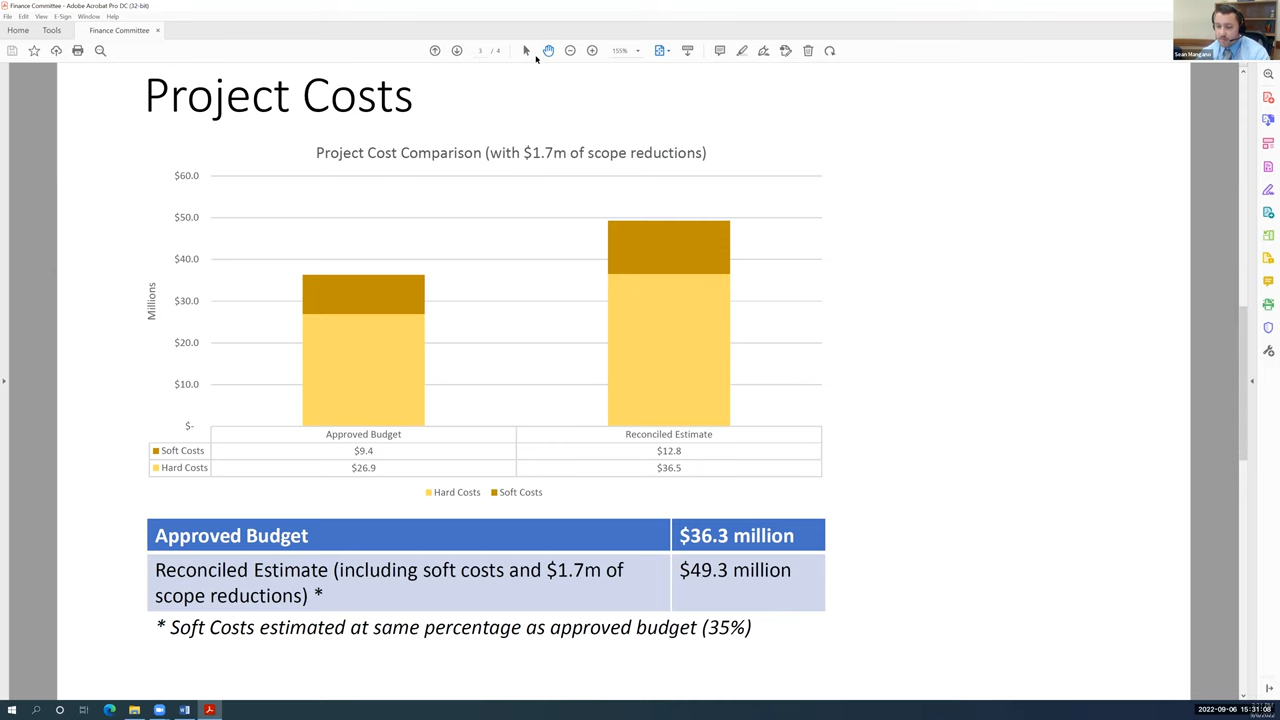 Finance Committee - Adobe Acrobat Pro DC (32-bit)
File Edit View E-Sign Window Help
Home Tools Finance Committee ×
3 / 4 155%
Sean Mangano
Project Costs
Project Cost Comparison (with $1.7m of scope reductions)
$60.0
$50.0
$40.0
$30.0
$20.0
$10.0
$-
Millions
Approved Budget Reconciled Estimate
Soft Costs $9.4 $12.8
Hard Costs $26.9 $36.5
Hard Costs Soft Costs
Approved Budget $36.3 million
Reconciled Estimate (including soft costs and $1.7m of $49.3 million
scope reductions) *
* Soft Costs estimated at same percentage as approved budget (35%)
2022-09-06 15:31:08